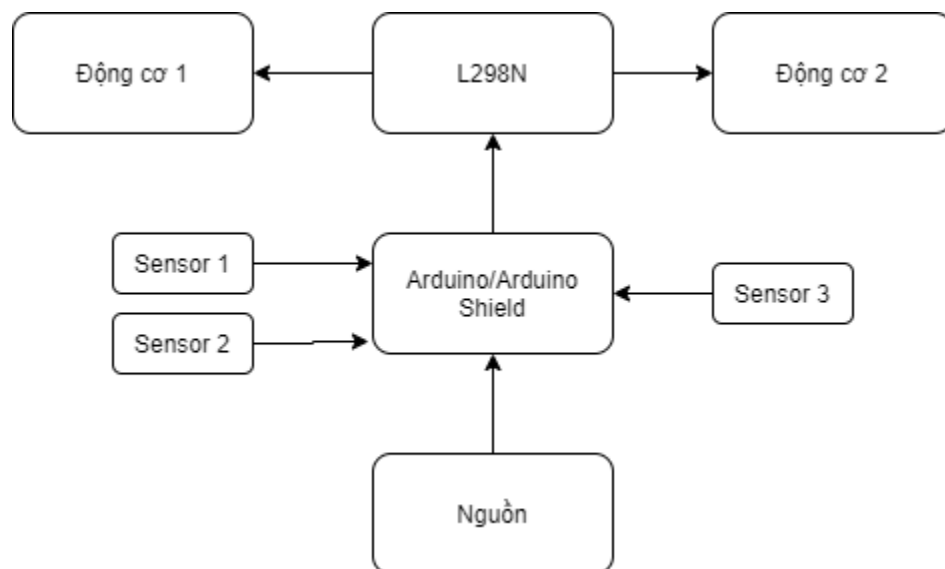 Động cơ 1
L298N
Động cơ 2
Sensor 1
Arduino/Arduino
Shield
Sensor 3
Sensor 2
Nguồn